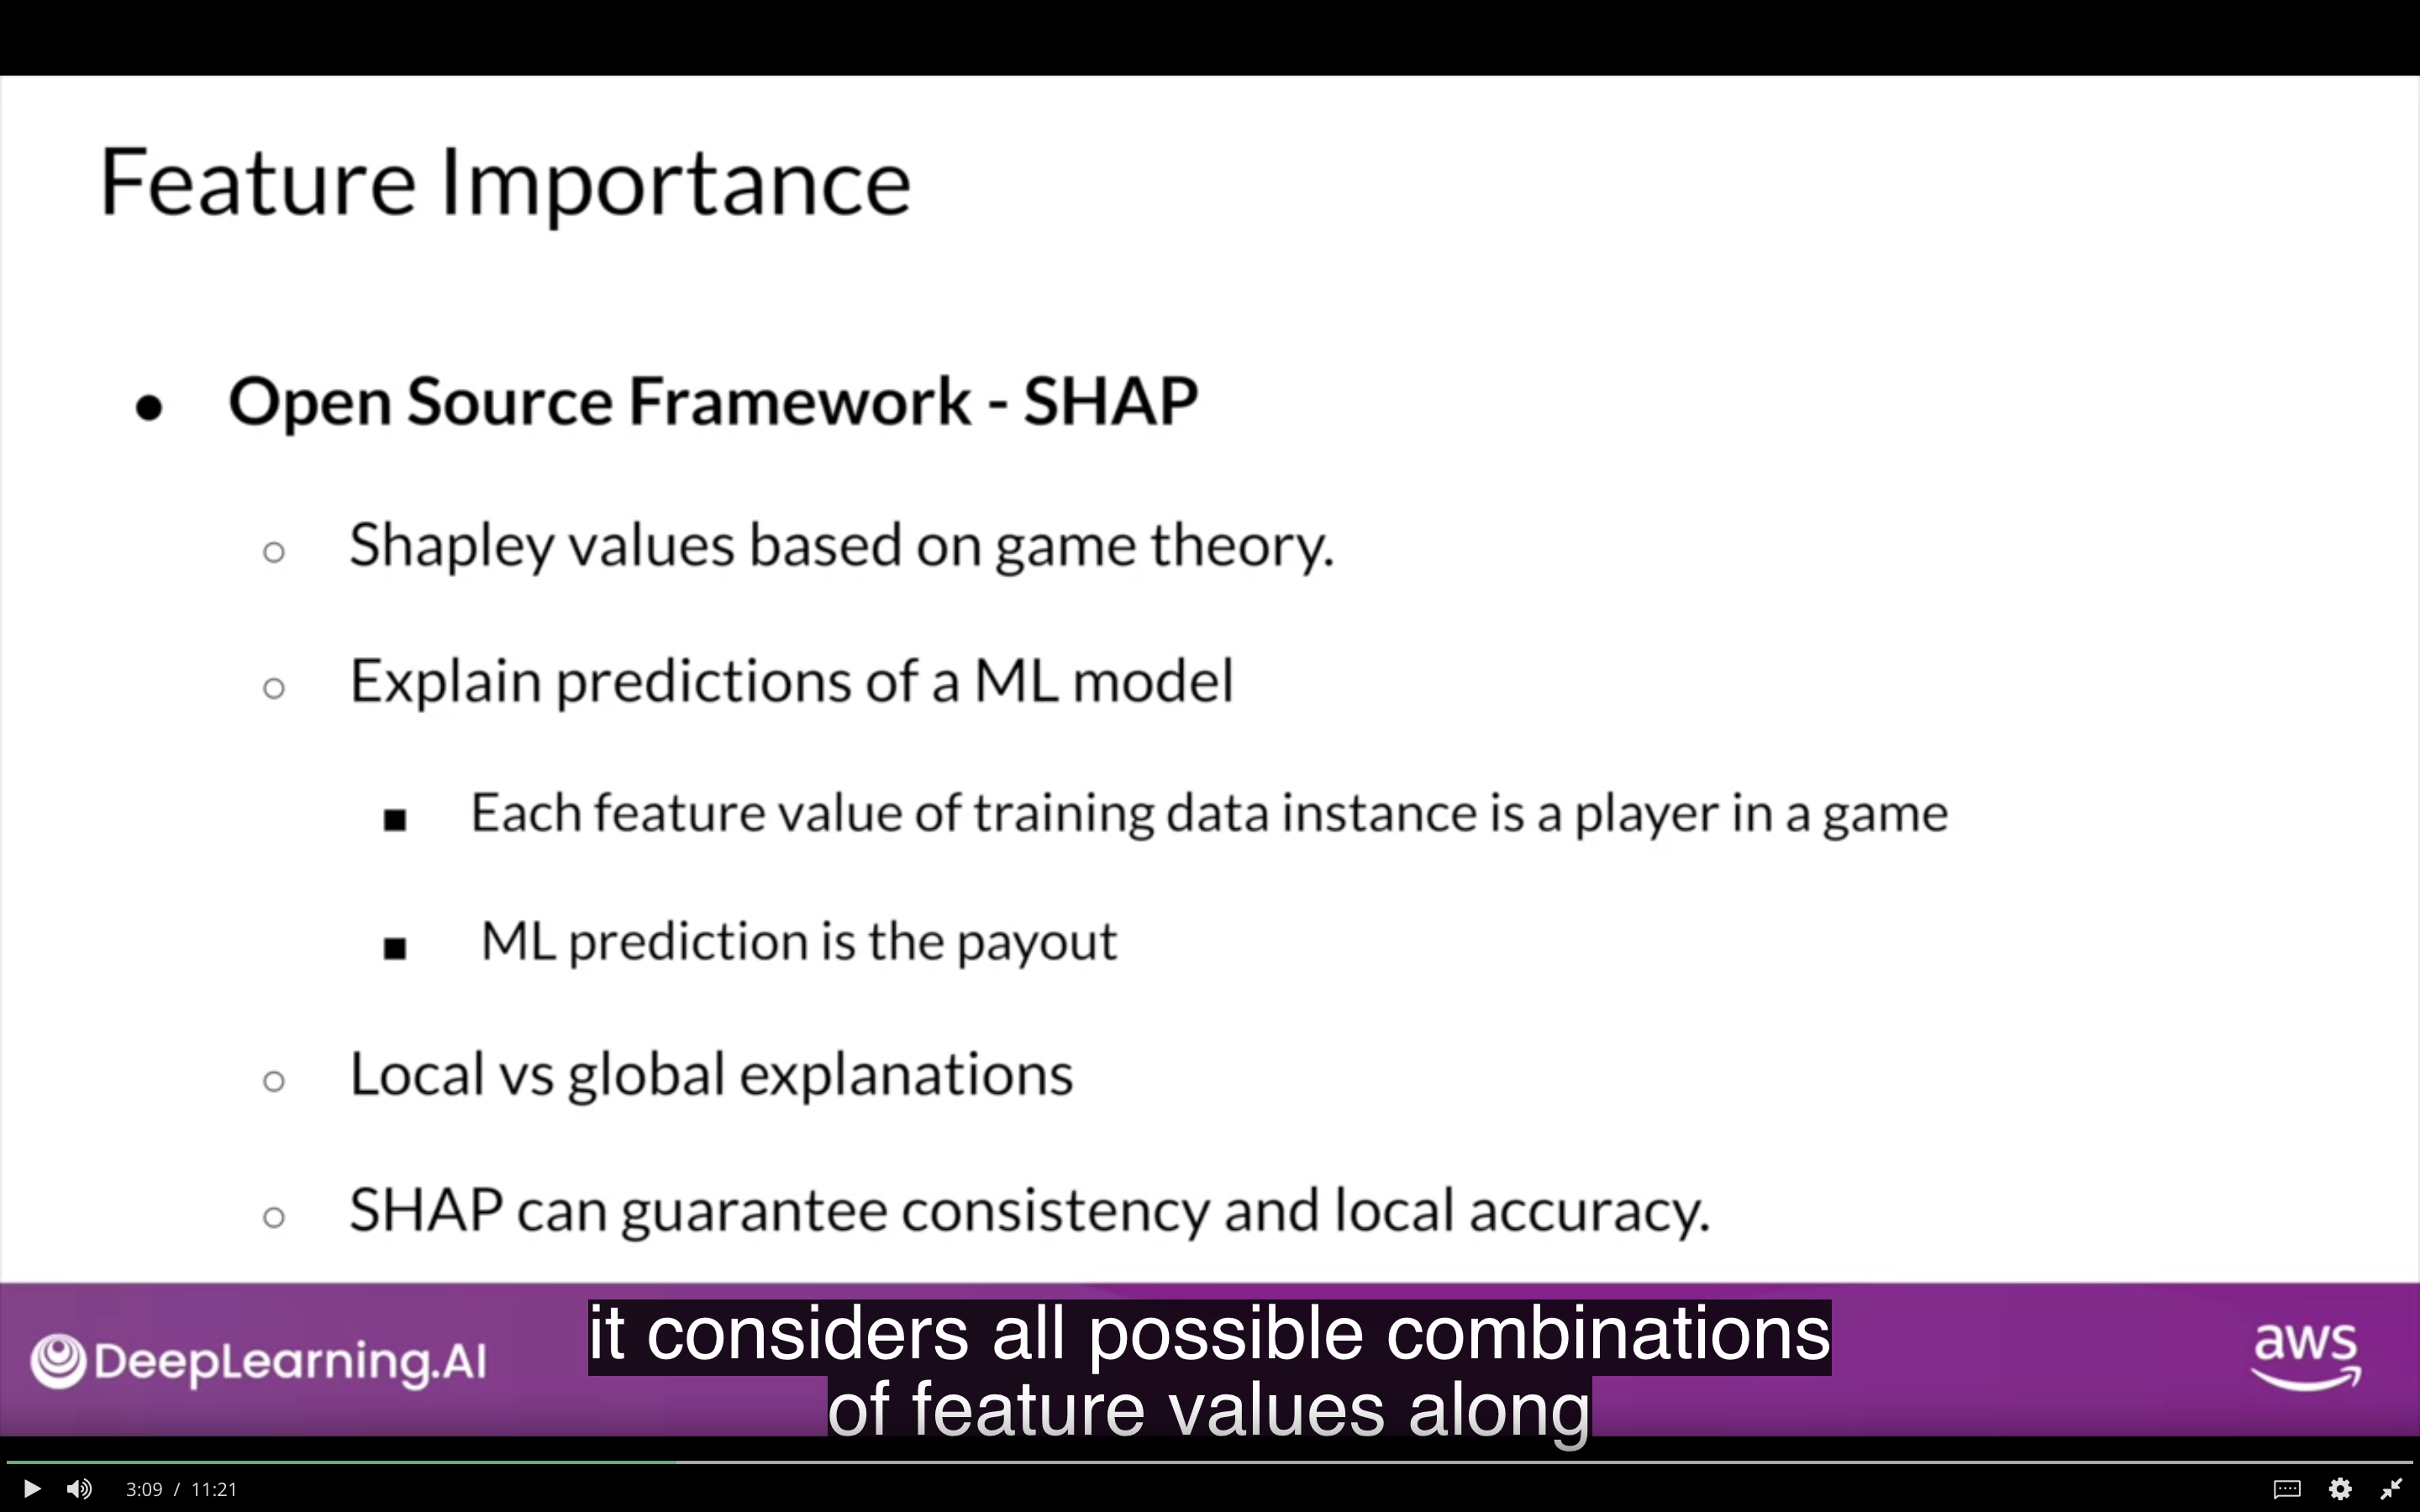 Feature Importance
● Open Source Framework - SHAP
○ Shapley values based on game theory.
○ Explain predictions of a ML model
■ Each feature value of training data instance is a player in a game
■ ML prediction is the payout
○ Local vs global explanations
○ SHAP can guarantee consistency and local accuracy.
it considers all possible combinations
of feature values along
DeepLearning.AI
aws
3:09 / 11:21